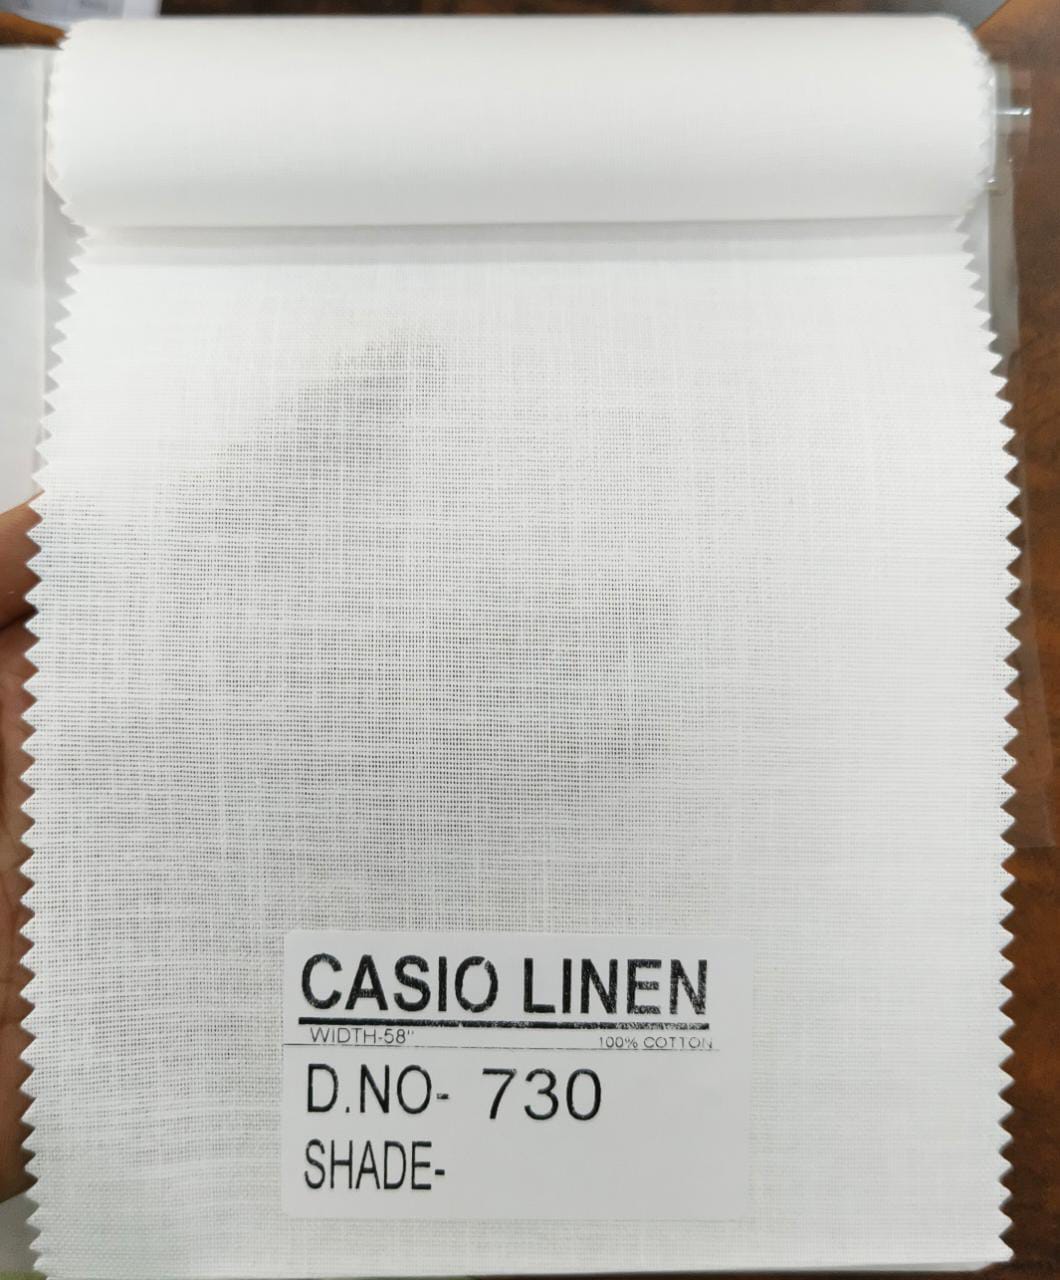 CASIO LINEN
WIDTH-58" 100% COTTON
D.NO- 730
SHADE-